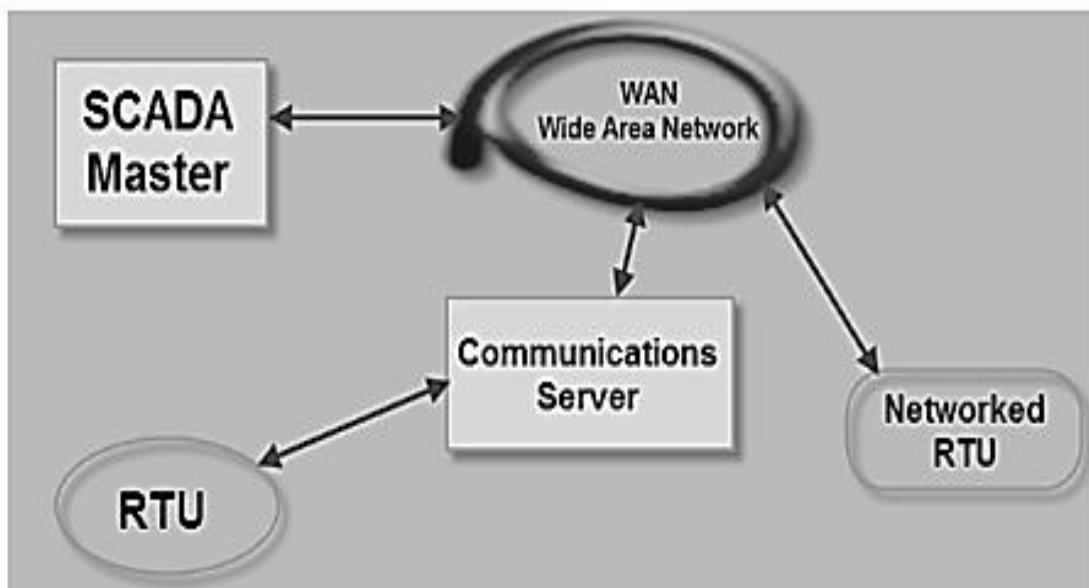 SCADA
Master
WAN
Wide Area Network
Communications
Server
Networked
RTU
RTU